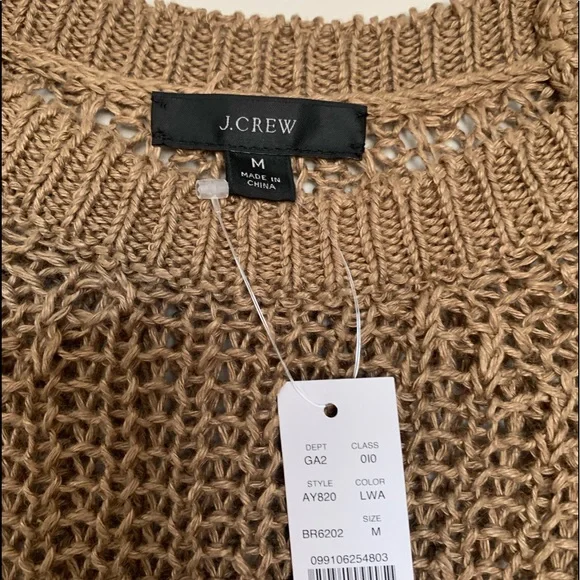 J.CREW
M
MADE IN
CHINA
DEPT CLASS
GA2 010
STYLE COLOR
AY820 LWA
SIZE
BR6202 M
099106254803